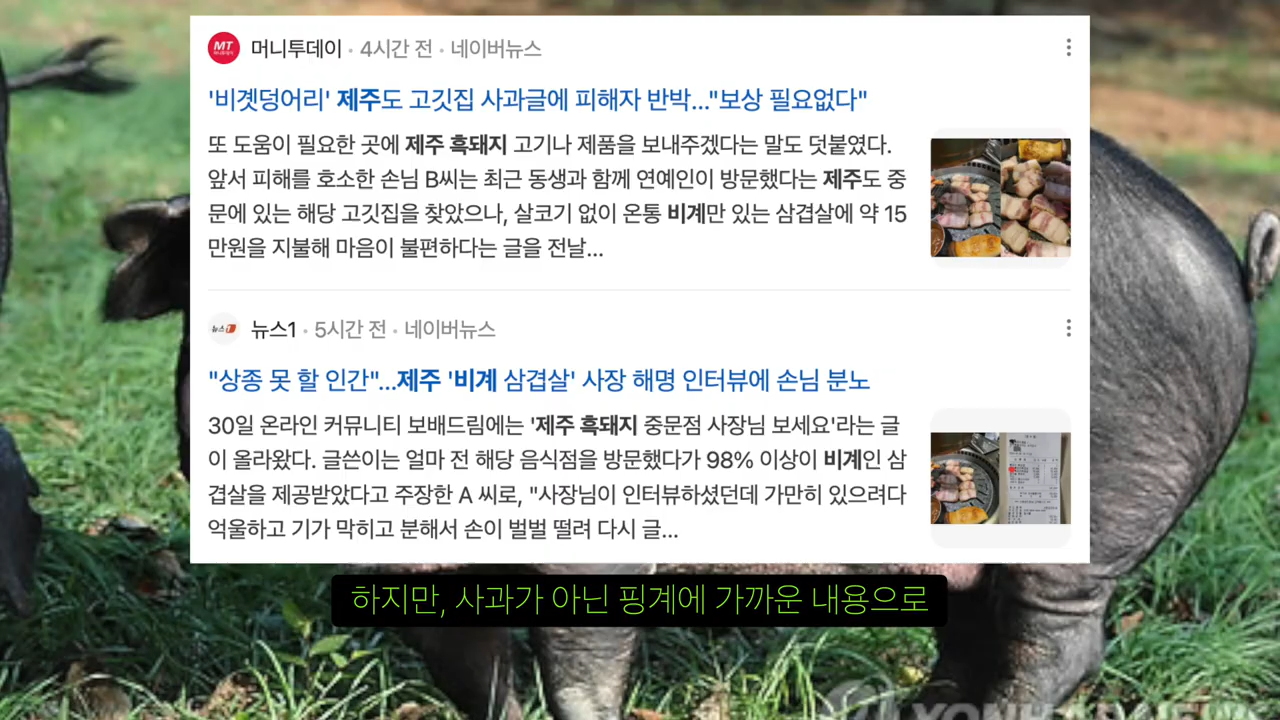 MT
머니투데이
머니투데이 · 4시간 전 · 네이버뉴스
'비곗덩어리' 제주도 고깃집 사과글에 피해자 반박..."보상 필요없다"
또 도움이 필요한 곳에 제주 흑돼지 고기나 제품을 보내주겠다는 말도 덧붙였다.
앞서 피해를 호소한 손님 B씨는 최근 동생과 함께 연예인이 방문했다는 제주도 중
문에 있는 해당 고깃집을 찾았으나, 살코기 없이 온통 비계만 있는 삼겹살에 약 15
만원을 지불해 마음이 불편하다는 글을 전날...
뉴스1
뉴스1 · 5시간 전 · 네이버뉴스
"상종 못 할 인간"...제주 '비계 삼겹살' 사장 해명 인터뷰에 손님 분노
30일 온라인 커뮤니티 보배드림에는 '제주 흑돼지 중문점 사장님 보세요'라는 글
이 올라왔다. 글쓴이는 얼마 전 해당 음식점을 방문했다가 98% 이상이 비계인 삼
겹살을 제공받았다고 주장한 A 씨로, "사장님이 인터뷰하셨던데 가만히 있으려다
억울하고 기가 막히고 분해서 손이 벌벌 떨려 다시 글...
하지만, 사과가 아닌 핑계에 가까운 내용으로
YONHAP NEWS